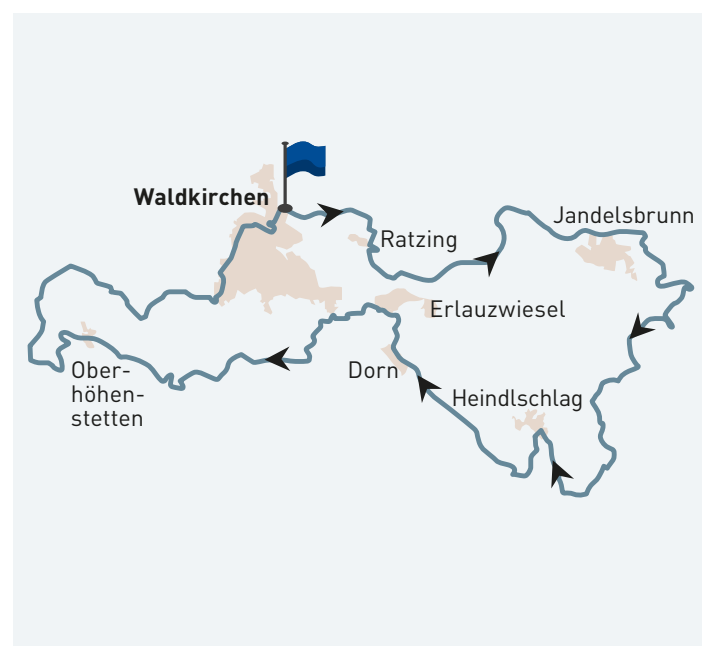 Waldkirchen
Jandelsbrunn
Ratzing
Erlauzwiesel
Dorn
Ober-
höhen-
stetten
Heindlschlag